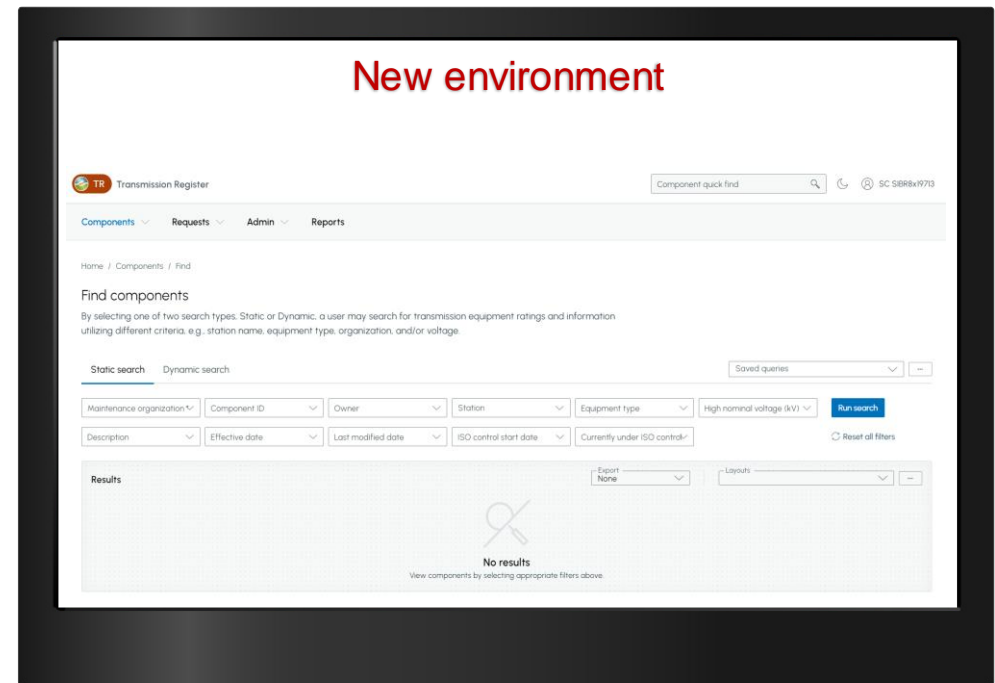 New environment
TR Transmission Register
Component quick find
SC SIBR8x19713
Components Requests Admin Reports
Home / Components / Find
Find components
By selecting one of two search types, Static or Dynamic, a user may search for transmission equipment ratings and information
utilizing different criteria, e.g., station name, equipment type, organization, and/or voltage.
Static search Dynamic search
Saved queries
Maintenance organization Component ID Owner Station Equipment type High nominal voltage (kV) Run search
Description Effective date Last modified date ISO control start date Currently under ISO control Reset all filters
Results
Export
None
Layouts
No results
View components by selecting appropriate filters above.